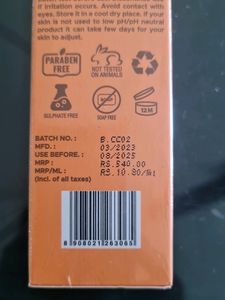 if irritation occurs. Avoid contact with
eyes. Store it in a cool dry place. If your
skin is not used to low pH/pH neutral
product it can take few days for your
skin to adjust.
PARABEN FREE
NOT TESTED ON ANIMALS
SULPHATE FREE
SOAP FREE
12M
BATCH NO. : B.CC02
MFD. : 03/2023
USE BEFORE. : 08/2025
MRP : RS.540.00
MRP/ML : RS.10.80/ML
(Incl. of all taxes)
8908021263065